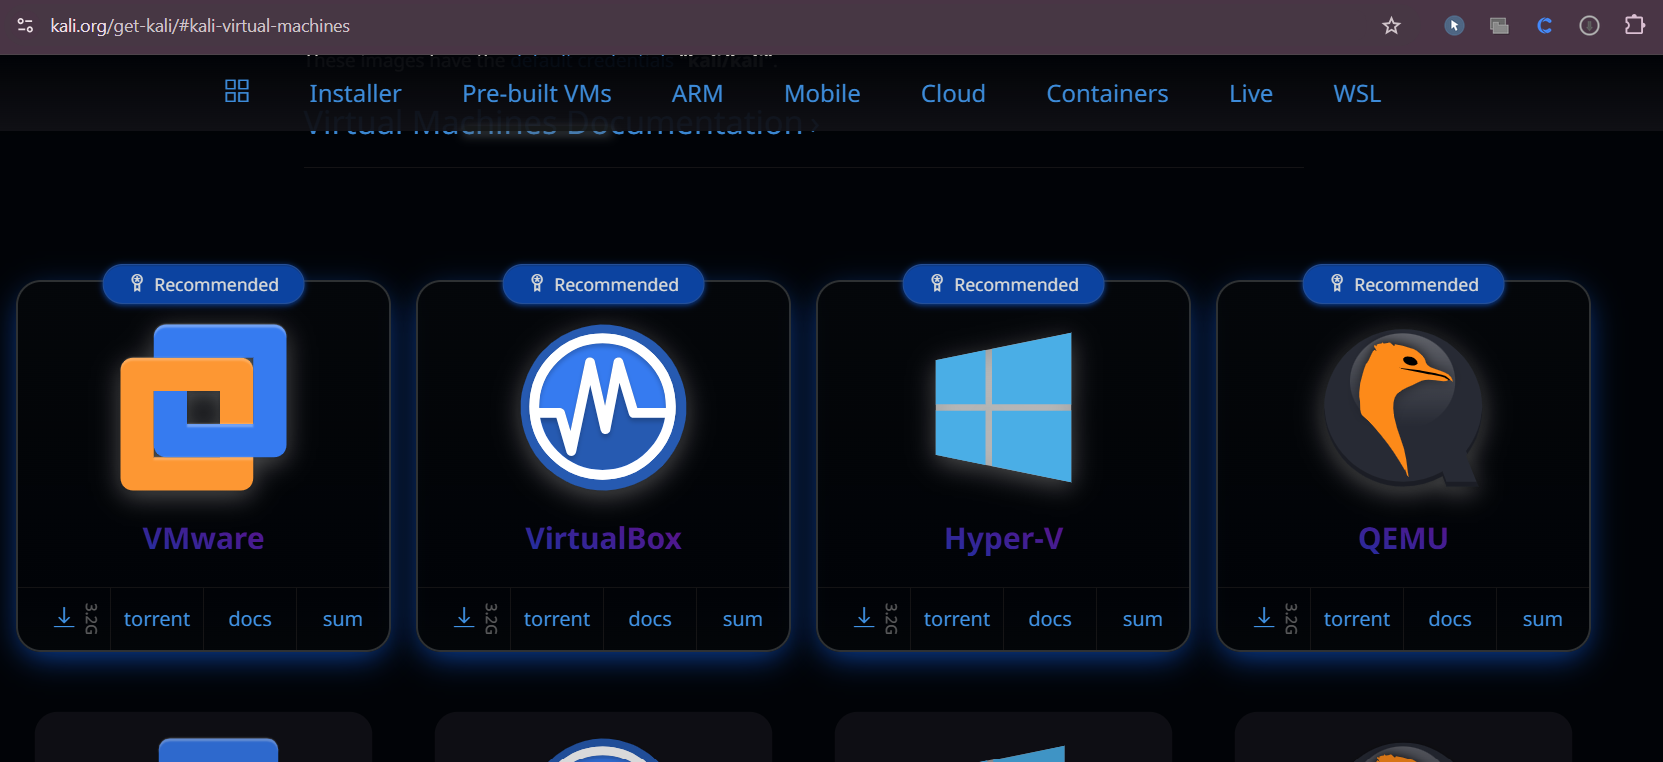 kali.org/get-kali/#kali-virtual-machines
These images have the default credentials "kali/kali".
Installer Pre-built VMs ARM Mobile Cloud Containers Live WSL
Virtual Machines Documentation ›
Recommended Recommended Recommended Recommended
VMware VirtualBox Hyper-V QEMU
3.2G torrent docs sum 3.2G torrent docs sum 3.2G torrent docs sum 3.2G torrent docs sum